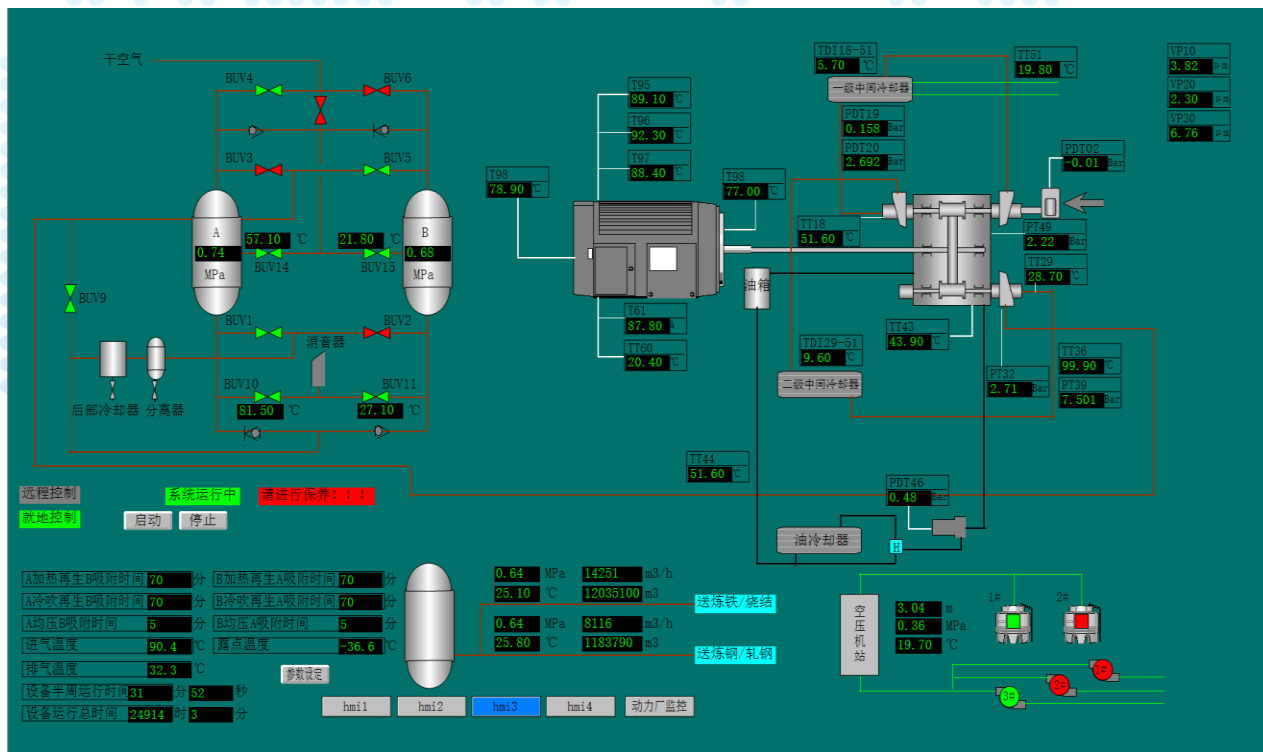 干空气
BUV4
BUV6
BUV3
BUV5
A
0.74
MPa
57.10 ℃
BUV14
21.80 ℃
BUV15
B
0.68
MPa
BUV9
BUV1
BUV2
消音器
BUV10
BUV11
81.50 ℃
27.10 ℃
后部冷却器
分离器
T95
89.10 ℃
T96
92.30 ℃
T97
88.40 ℃
T98
78.90 ℃
T98
77.00 ℃
T61
87.80 A
TT60
20.40 ℃
TDI18-51
5.70 ℃
一级中间冷却器
TT51
19.80 ℃
PDT19
0.158 Bar
PDT20
2.692 Bar
VP10
3.82 μm
VP20
2.30 μm
VP30
6.76 μm
PDT02
-0.01 Bar
TT18
51.60 ℃
PT49
2.22 Bar
TT29
28.70 ℃
油箱
TT43
43.90 ℃
TDI29-51
9.60 ℃
二级中间冷却器
PT32
2.71 Bar
TT36
99.90 ℃
PT39
7.501 Bar
TT44
51.60 ℃
PDT46
0.48 Bar
油冷却器
H
远程控制
系统运行中
请进行保养!!!
就地控制
启动
停止
A加热再生B吸附时间 70 分
B加热再生A吸附时间 70 分
A冷吹再生B吸附时间 70 分
B冷吹再生A吸附时间 70 分
A均压B吸附时间 5 分
B均压A吸附时间 5 分
进气温度 90.4 ℃
露点温度 -36.6 ℃
排气温度 32.3 ℃
参数设定
设备半周运行时间 31 分 52 秒
设备运行总时间 24914 时 3 分
0.64 MPa 14251 m3/h
25.10 ℃ 12035100 m3
送炼铁/烧结
0.64 MPa 8116 m3/h
25.80 ℃ 1183790 m3
送炼钢/轧钢
hmi1
hmi2
hmi3
hmi4
动力厂监控
空压机站
3.04 m
0.36 MPa
19.70 ℃
1#
2#
1#
2#
3#